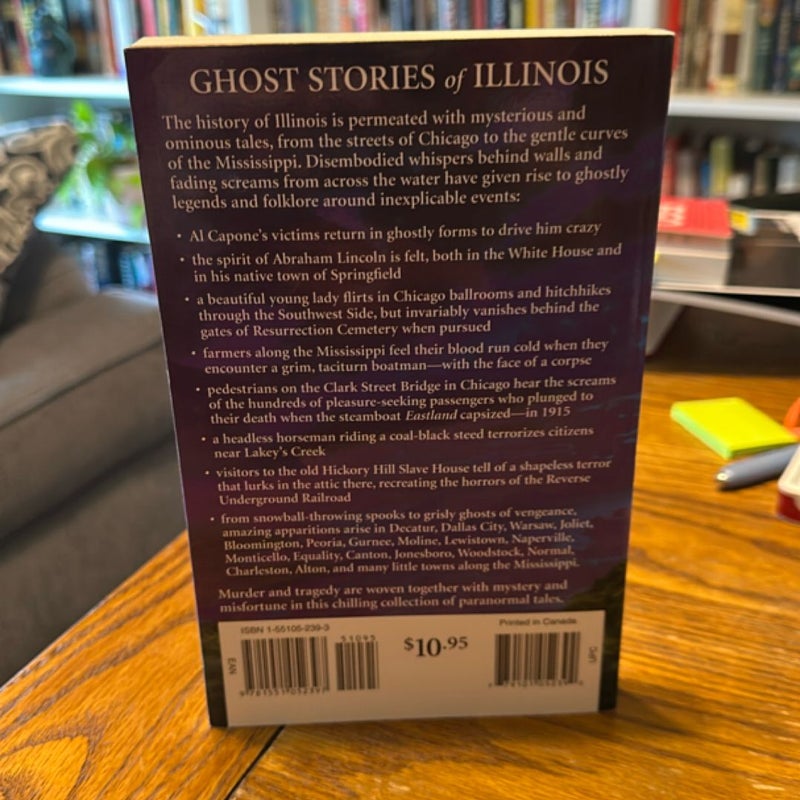 GHOST STORIES of ILLINOIS
The history of Illinois is permeated with mysterious and
ominous tales, from the streets of Chicago to the gentle curves
of the Mississippi. Disembodied whispers behind walls and
fading screams from across the water have given rise to ghostly
legends and folklore around inexplicable events:
• Al Capone's victims return in ghostly forms to drive him crazy
• the spirit of Abraham Lincoln is felt, both in the White House and
in his native town of Springfield
• a beautiful young lady flirts in Chicago ballrooms and hitchhikes
through the Southwest Side, but invariably vanishes behind the
gates of Resurrection Cemetery when pursued
• farmers along the Mississippi feel their blood run cold when they
encounter a grim, taciturn boatman—with the face of a corpse
• pedestrians on the Clark Street Bridge in Chicago hear the screams
of the hundreds of pleasure-seeking passengers who plunged to
their death when the steamboat Eastland capsized—in 1915
• a headless horseman riding a coal-black steed terrorizes citizens
near Lakey's Creek
• visitors to the old Hickory Hill Slave House tell of a shapeless terror
that lurks in the attic there, recreating the horrors of the Reverse
Underground Railroad
• from snowball-throwing spooks to grisly ghosts of vengeance,
amazing apparitions arise in Decatur, Dallas City, Warsaw, Joliet,
Bloomington, Peoria, Gurnee, Moline, Lewistown, Naperville,
Monticello, Equality, Canton, Jonesboro, Woodstock, Normal,
Charleston, Alton, and many little towns along the Mississippi.
Murder and tragedy are woven together with mystery and
misfortune in this chilling collection of paranormal tales.
ISBN 1-55105-239-3
51095
$10.95
Printed in Canada
EAN
UPC